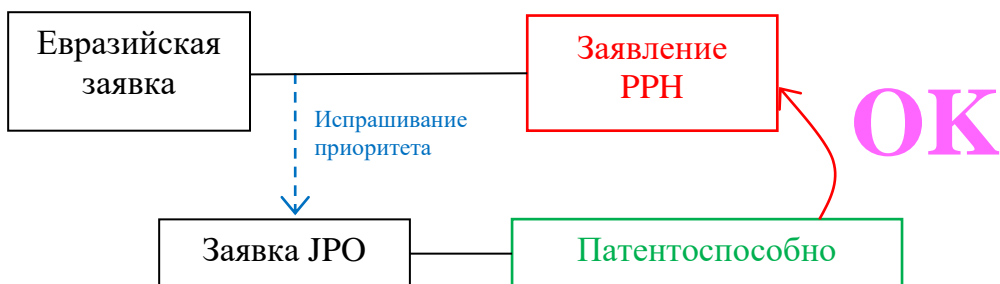 Евразийская
заявка
Заявление
PPH
OK
Испрашивание
приоритета
Заявка JPO
Патентоспособно